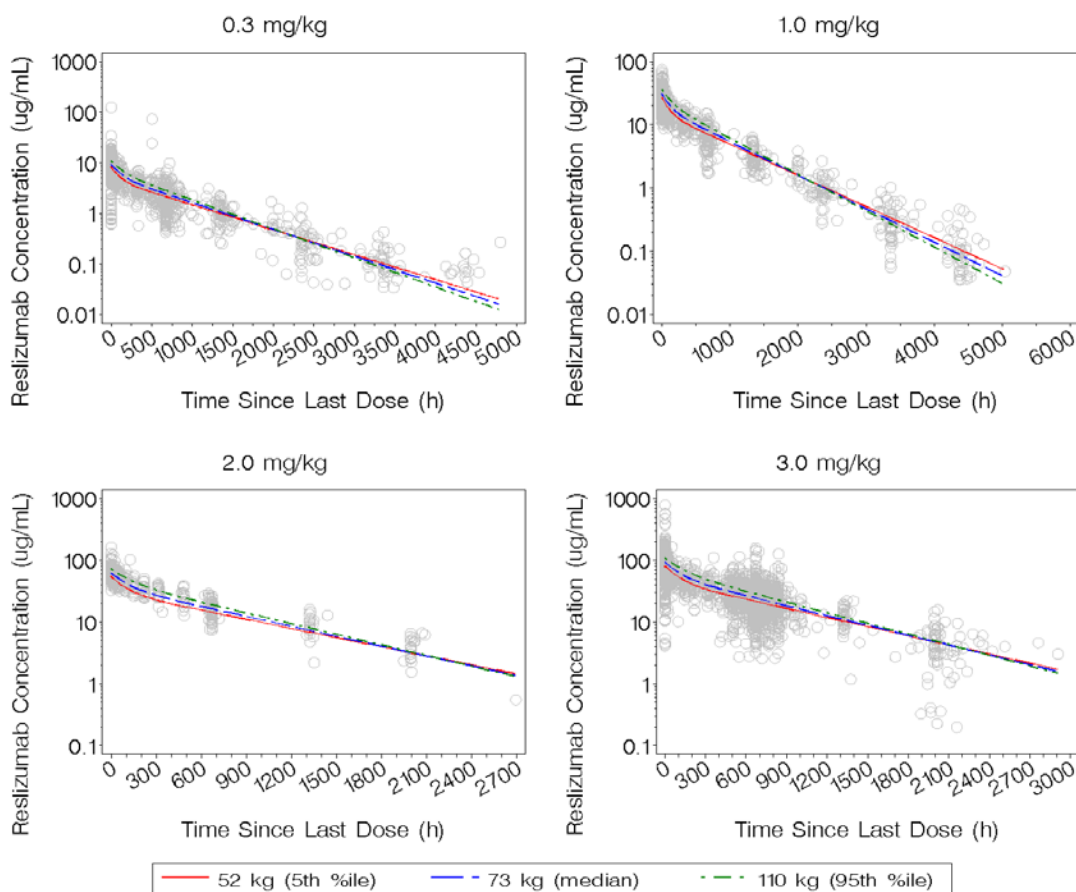 0.3 mg/kg
1.0 mg/kg
Reslizumab Concentration (ug/mL)
1000
100
10
1
0.1
0.01
0 500 1000 1500 2000 2500 3000 3500 4000 4500 5000
Time Since Last Dose (h)
Reslizumab Concentration (ug/mL)
100
10
1
0.1
0.01
0 1000 2000 3000 4000 5000 6000
Time Since Last Dose (h)
2.0 mg/kg
3.0 mg/kg
Reslizumab Concentration (ug/mL)
1000
100
10
1
0.1
0 300 600 900 1200 1500 1800 2100 2400 2700
Time Since Last Dose (h)
Reslizumab Concentration (ug/mL)
1000
100
10
1
0.1
0 300 600 900 1200 1500 1800 2100 2400 2700 3000
Time Since Last Dose (h)
52 kg (5th %ile) 73 kg (median) 110 kg (95th %ile)